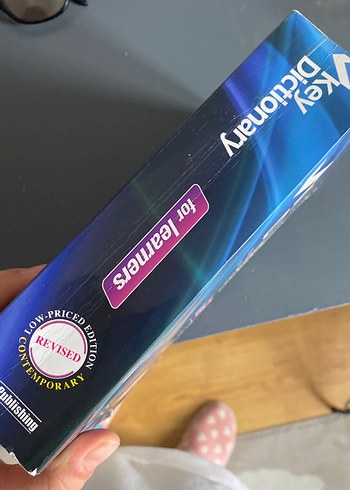 Key
Dictionary
for learners
LOW-PRICED EDITION
REVISED
CONTEMPORARY
Publishing